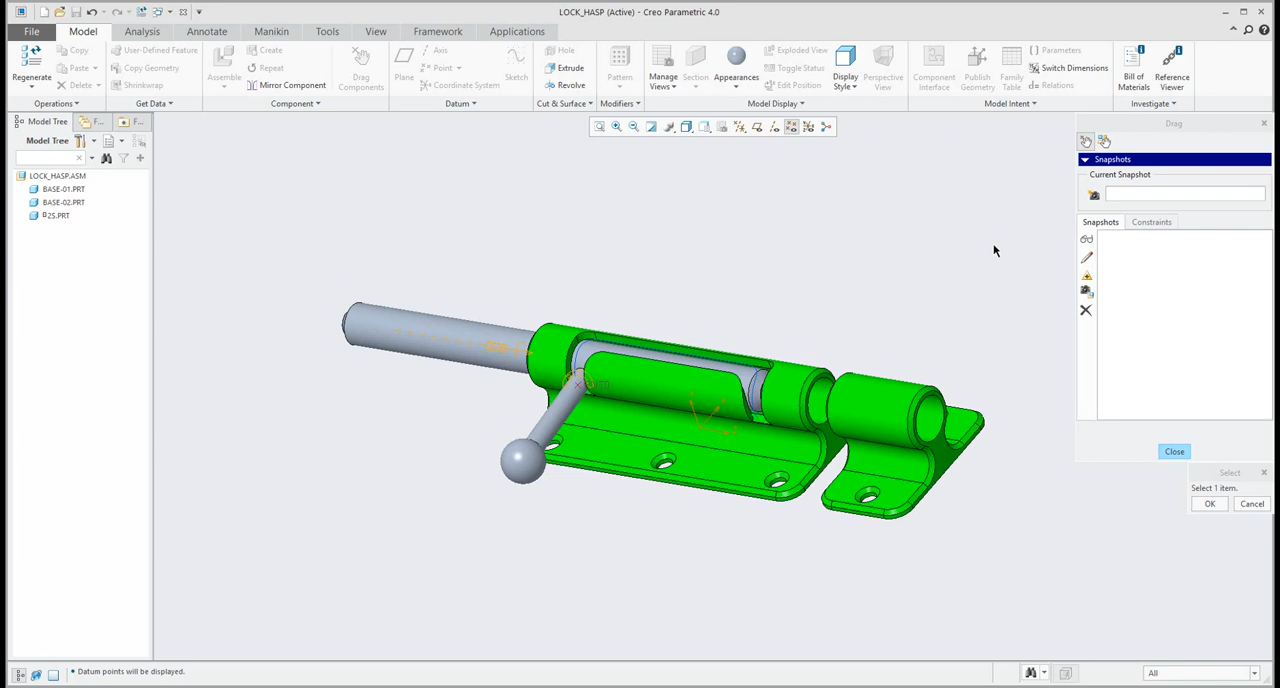 LOCK_HASP (Active) - Creo Parametric 4.0
File Model Analysis Annotate Manikin Tools View Framework Applications
Regenerate
Copy
Paste
Delete
Operations
User-Defined Feature
Copy Geometry
Shrinkwrap
Get Data
Assemble
Create
Repeat
Mirror Component
Drag Components
Component
Plane
Axis
Point
Coordinate System
Sketch
Datum
Hole
Extrude
Revolve
Cut & Surface
Pattern
Modifiers
Manage Views
Section
Appearances
Exploded View
Toggle Status
Edit Position
Display Style
Perspective View
Model Display
Component Interface
Publish Geometry
Family Table
Parameters
Switch Dimensions
Relations
Model Intent
Bill of Materials
Reference Viewer
Investigate
Model Tree F... F...
Model Tree
LOCK_HASP.ASM
BASE-01.PRT
BASE-02.PRT
2S.PRT
Drag
Snapshots
Current Snapshot
Snapshots Constraints
Close
Select
Select 1 item.
OK Cancel
Datum points will be displayed.
All